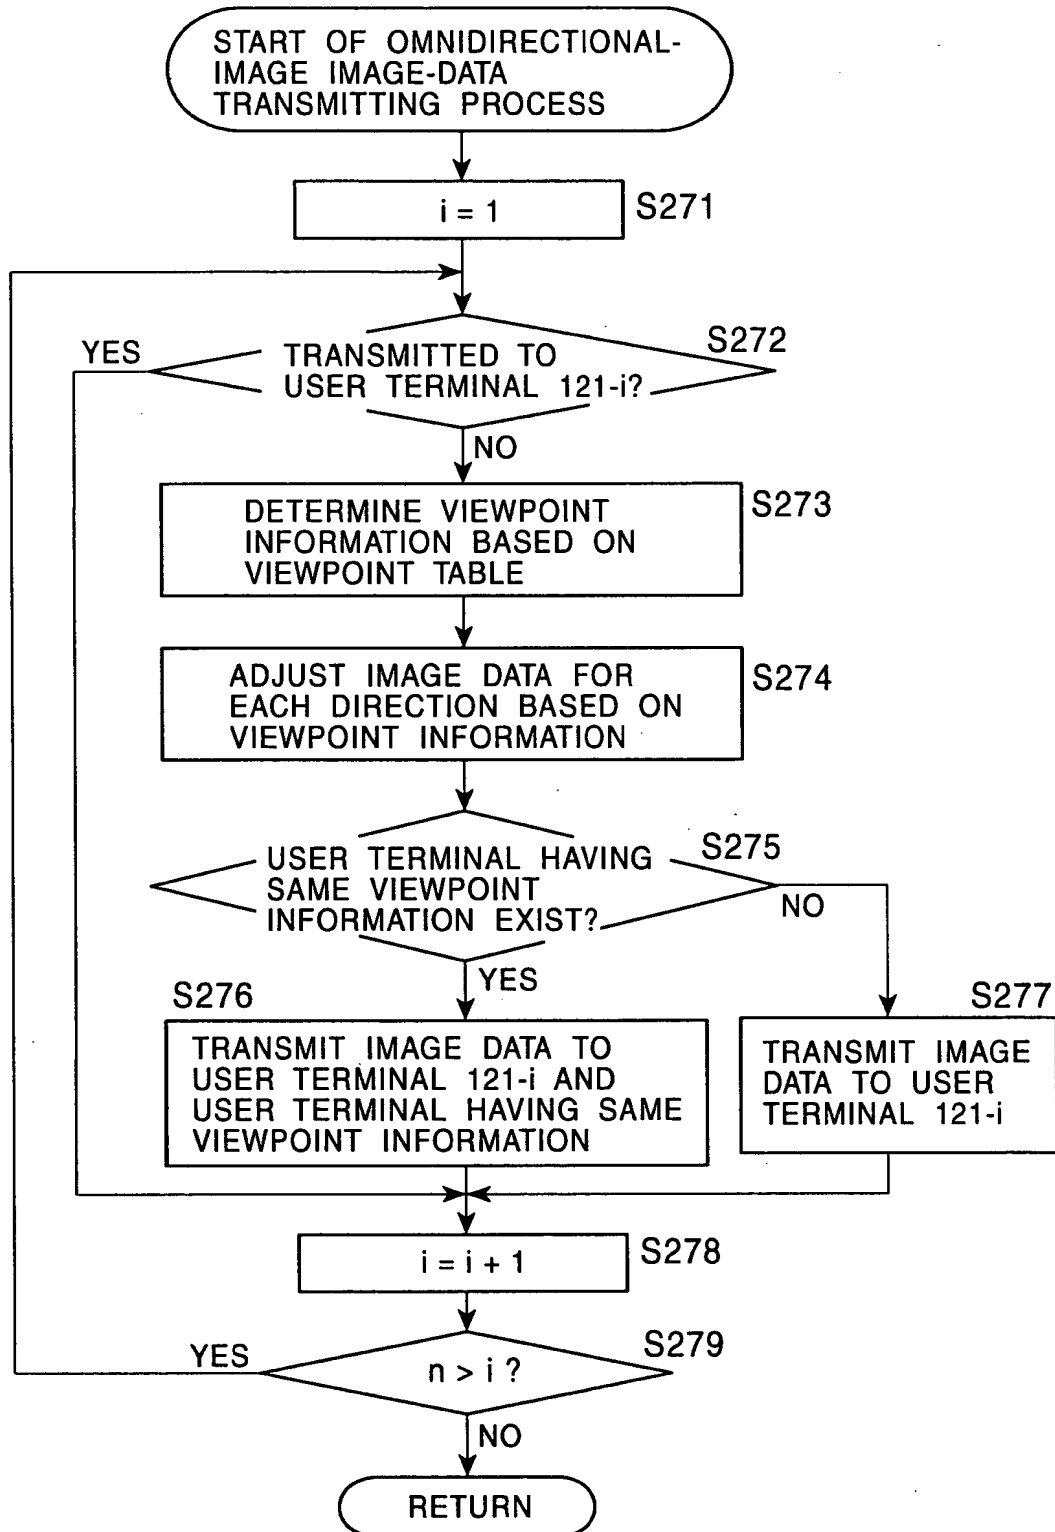 START OF OMNIDIRECTIONAL-
IMAGE IMAGE-DATA
TRANSMITTING PROCESS
i = 1
S271
YES
TRANSMITTED TO
USER TERMINAL 121-i?
S272
NO
DETERMINE VIEWPOINT
INFORMATION BASED ON
VIEWPOINT TABLE
S273
ADJUST IMAGE DATA FOR
EACH DIRECTION BASED ON
VIEWPOINT INFORMATION
S274
USER TERMINAL HAVING
SAME VIEWPOINT
INFORMATION EXIST?
S275
NO
YES
S276
TRANSMIT IMAGE DATA TO
USER TERMINAL 121-i AND
USER TERMINAL HAVING SAME
VIEWPOINT INFORMATION
S277
TRANSMIT IMAGE
DATA TO USER
TERMINAL 121-i
i = i + 1
S278
YES
n > i ?
S279
NO
RETURN